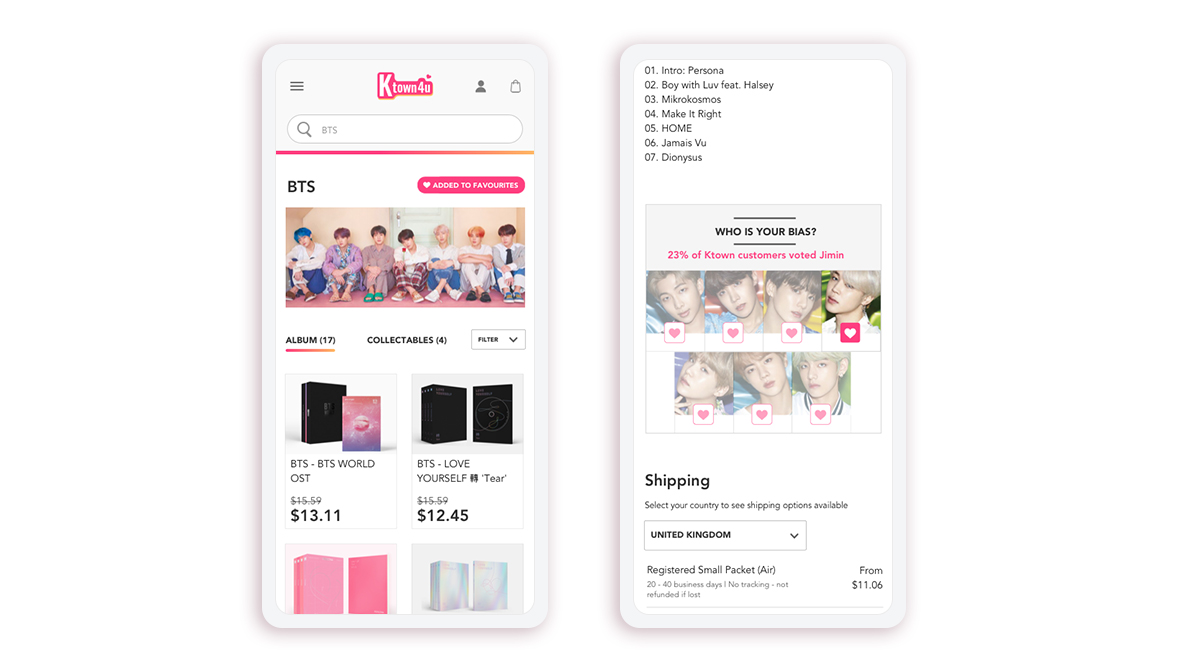 Ktown4u
BTS
BTS
ADDED TO FAVOURITES
ALBUM (17)
COLLECTABLES (4)
FILTER
BTS - BTS WORLD
OST
$15.59
$13.11
BTS - LOVE
YOURSELF 轉 'Tear'
$15.59
$12.45
01. Intro: Persona
02. Boy with Luv feat. Halsey
03. Mikrokosmos
04. Make It Right
05. HOME
06. Jamais Vu
07. Dionysus
WHO IS YOUR BIAS?
23% of Ktown customers voted Jimin
Shipping
Select your country to see shipping options available
UNITED KINGDOM
Registered Small Packet (Air)
From
20 - 40 business days | No tracking - not
refunded if lost
$11.06